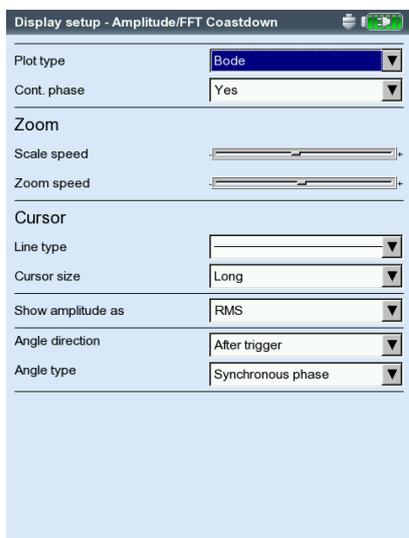 Display setup - Amplitude/FFT Coastdown
Plot type Bode
Cont. phase Yes
Zoom
Scale speed - +
Zoom speed - +
Cursor
Line type
Cursor size Long
Show amplitude as RMS
Angle direction After trigger
Angle type Synchronous phase